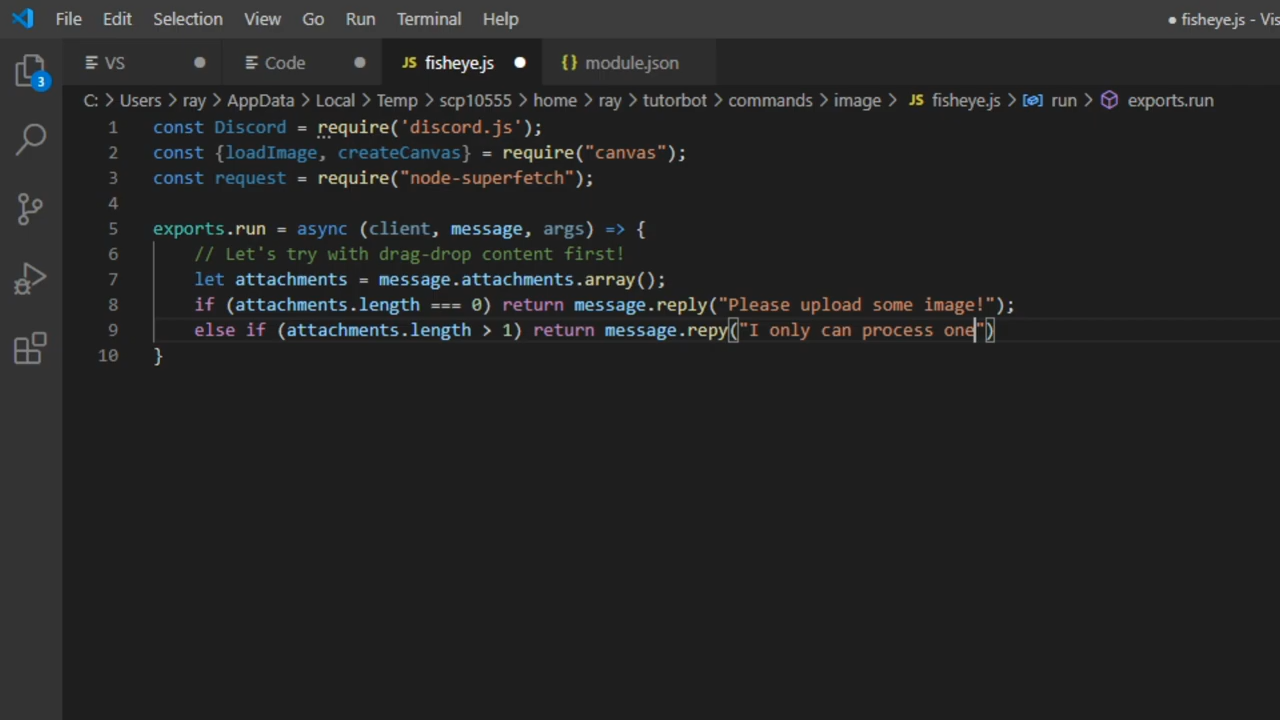 File Edit Selection View Go Run Terminal Help ● fisheye.js - Vis
VS ● Code ● JS fisheye.js ● {} module.json
3
C: > Users > ray > AppData > Local > Temp > scp10555 > home > ray > tutorbot > commands > image > JS fisheye.js > run > exports.run
1 const Discord = require('discord.js');
2 const {loadImage, createCanvas} = require("canvas");
3 const request = require("node-superfetch");
4
5 exports.run = async (client, message, args) => {
6 // Let's try with drag-drop content first!
7 let attachments = message.attachments.array();
8 if (attachments.length === 0) return message.reply("Please upload some image!");
9 else if (attachments.length > 1) return message.repy("I only can process one")
10 }